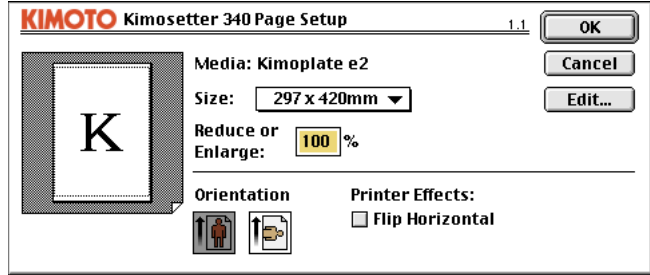 KIMOTO Kimosetter 340 Page Setup 1.1 OK
Media: Kimoplate e2 Cancel
Size: 297 x 420mm Edit...
K
Reduce or
Enlarge: 100 %
Orientation Printer Effects:
Flip Horizontal